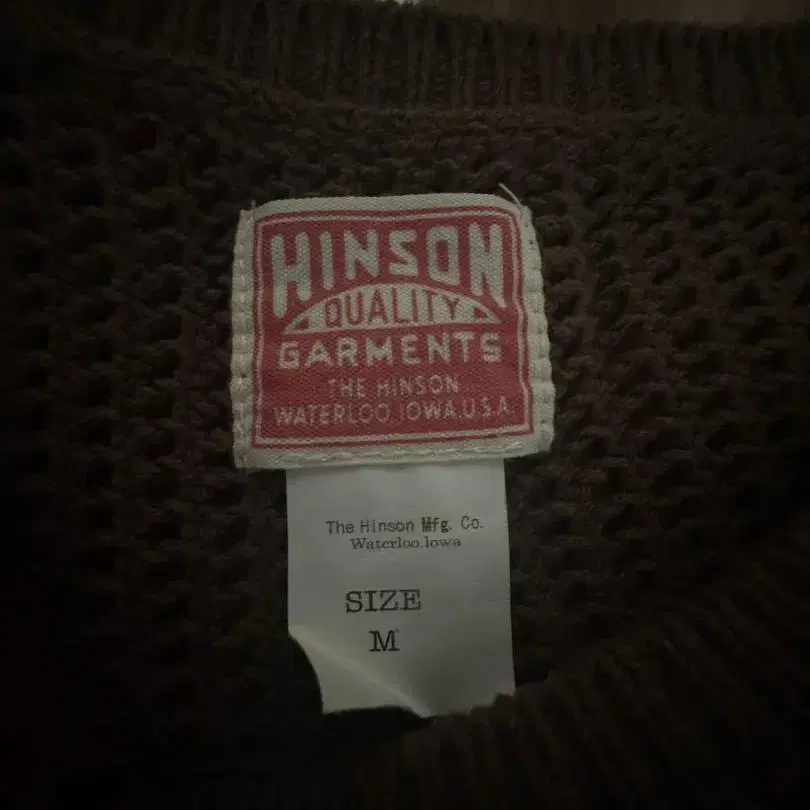 HINSON
QUALITY
GARMENTS
THE HINSON
WATERLOO.IOWA.U.S.A.
The Hinson Mfg. Co.
Waterloo.Iowa
SIZE
M